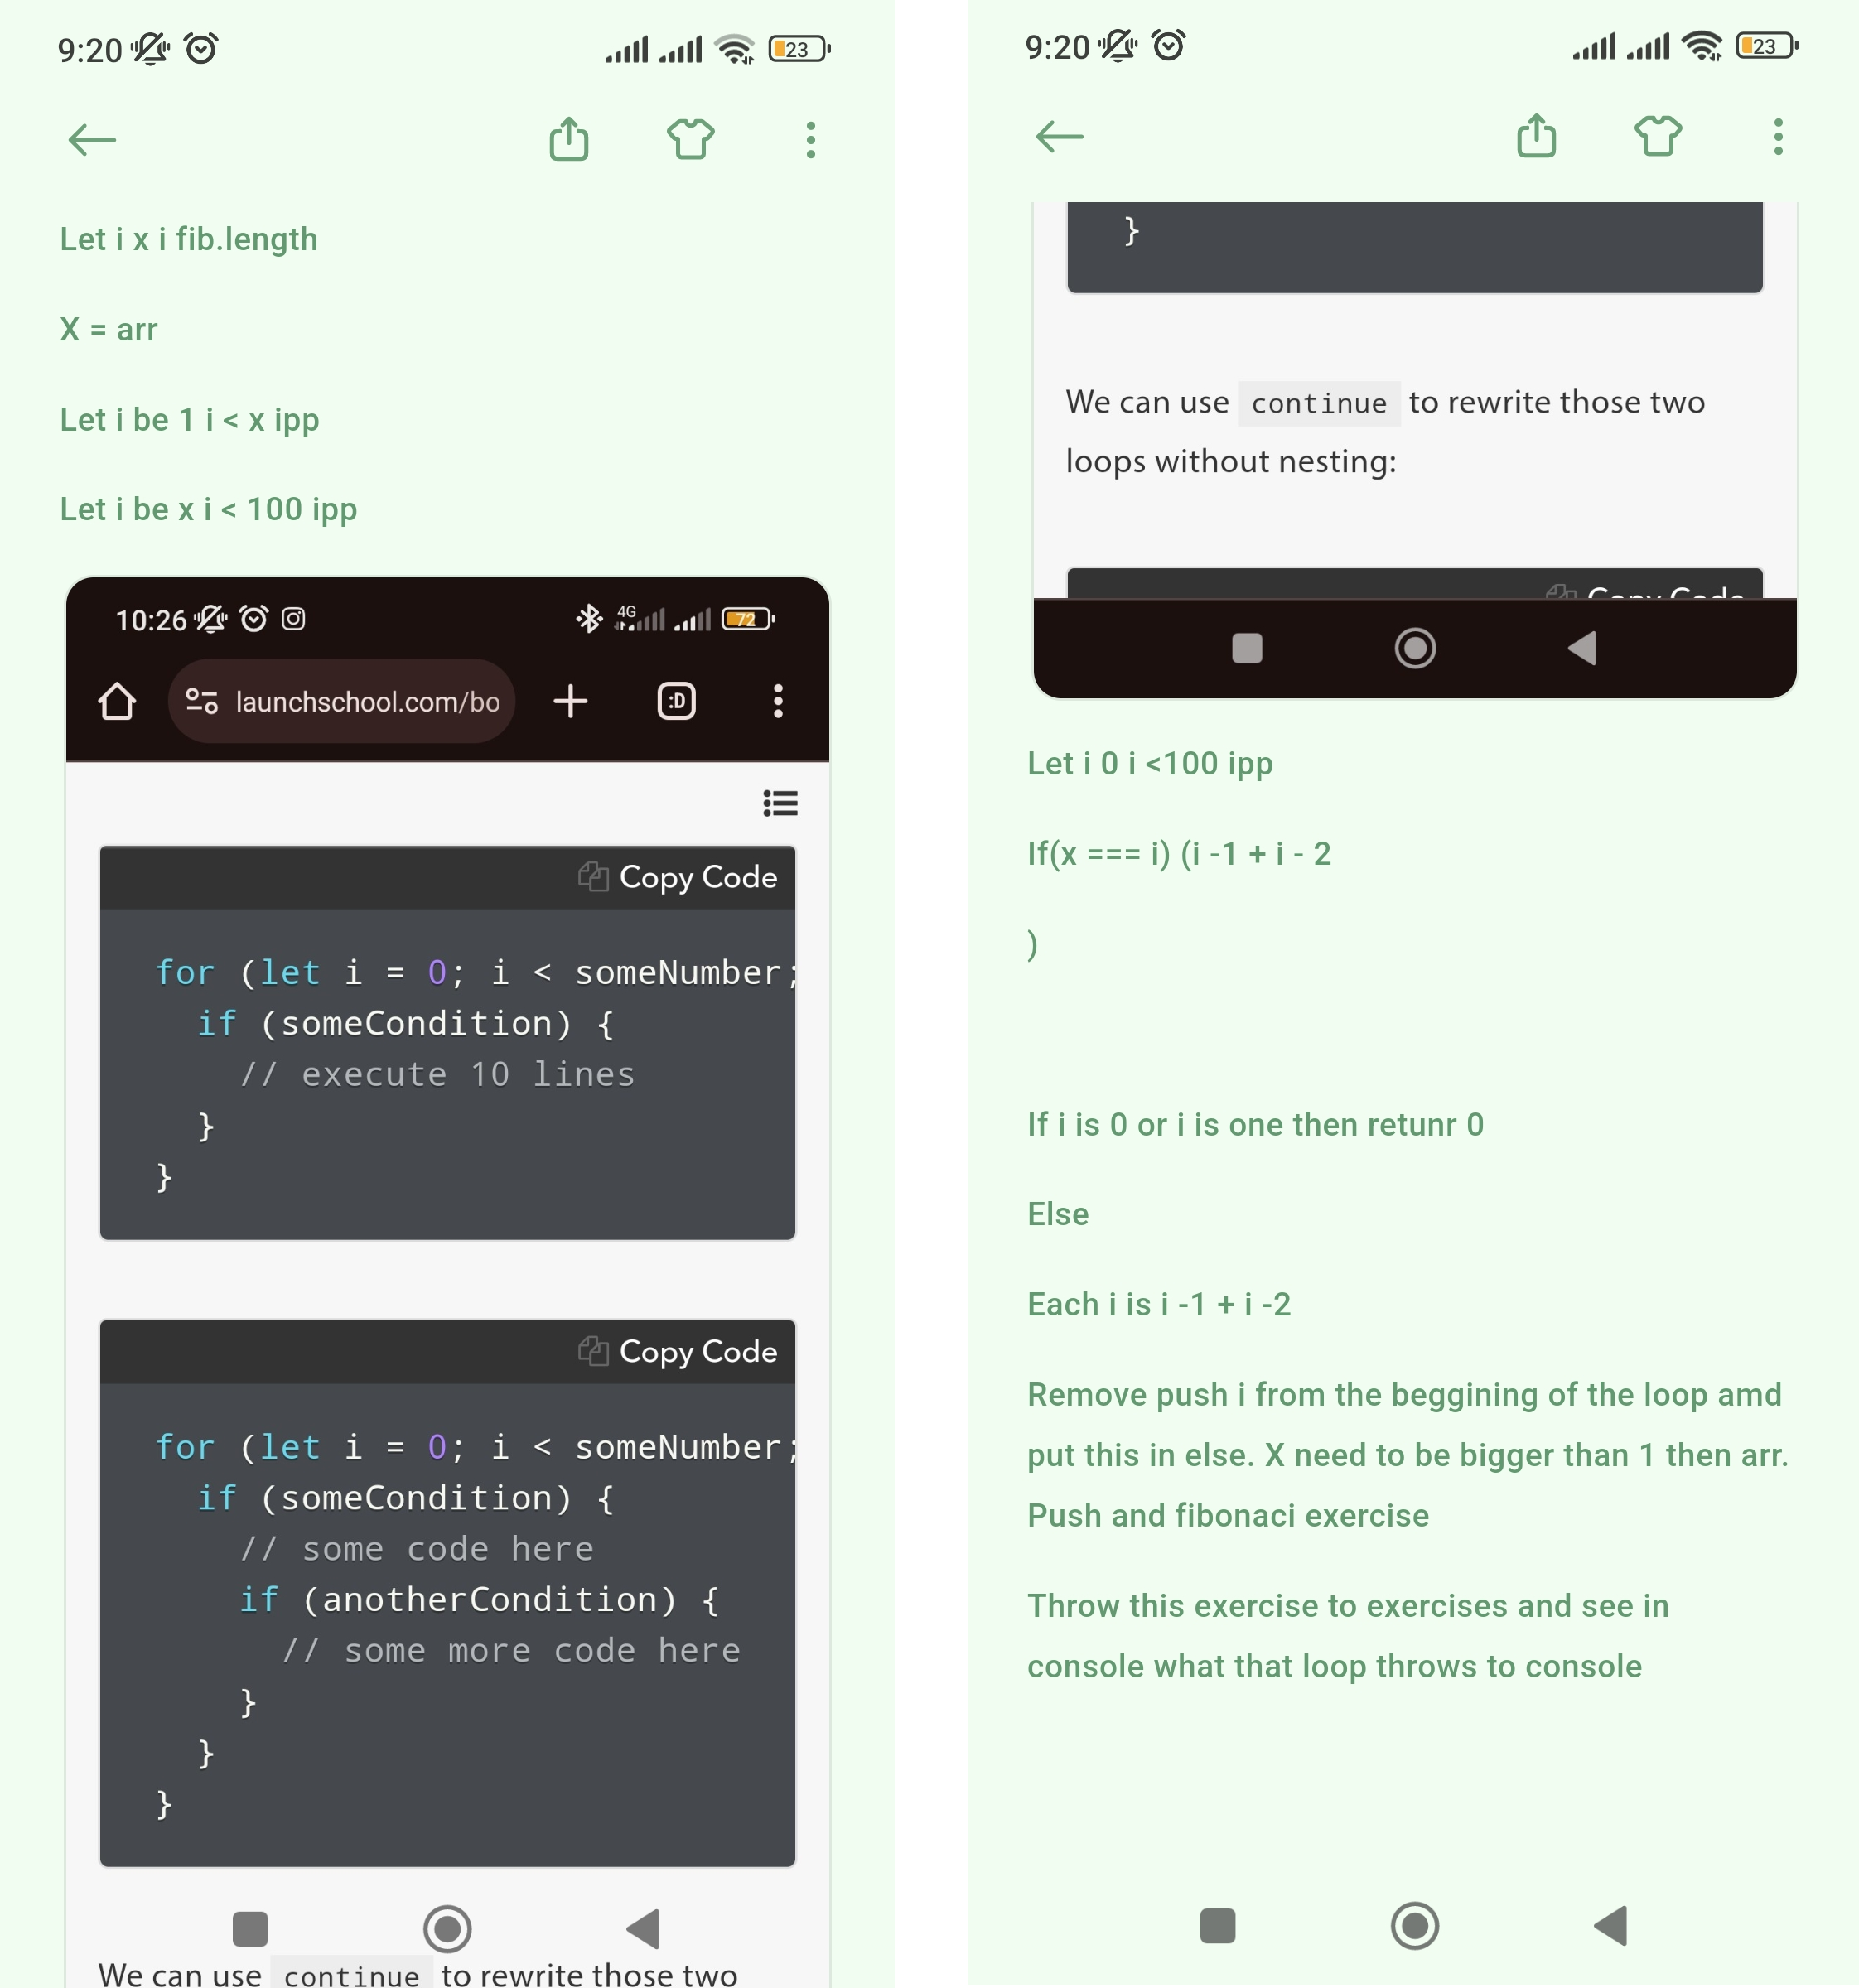 9:20
23
Let i x i fib.length
X = arr
Let i be 1 i < x ipp
Let i be x i < 100 ipp
10:26
4G
72
launchschool.com/bo
:D
Copy Code
for (let i = 0; i < someNumber;
if (someCondition) {
// execute 10 lines
}
}
Copy Code
for (let i = 0; i < someNumber;
if (someCondition) {
// some code here
if (anotherCondition) {
// some more code here
}
}
}
We can use continue to rewrite those two
9:20
23
}
We can use continue to rewrite those two
loops without nesting:
Copy Code
Let i 0 i <100 ipp
If(x === i) (i -1 + i - 2
)
If i is 0 or i is one then retunr 0
Else
Each i is i -1 + i -2
Remove push i from the beggining of the loop amd
put this in else. X need to be bigger than 1 then arr.
Push and fibonaci exercise
Throw this exercise to exercises and see in
console what that loop throws to console